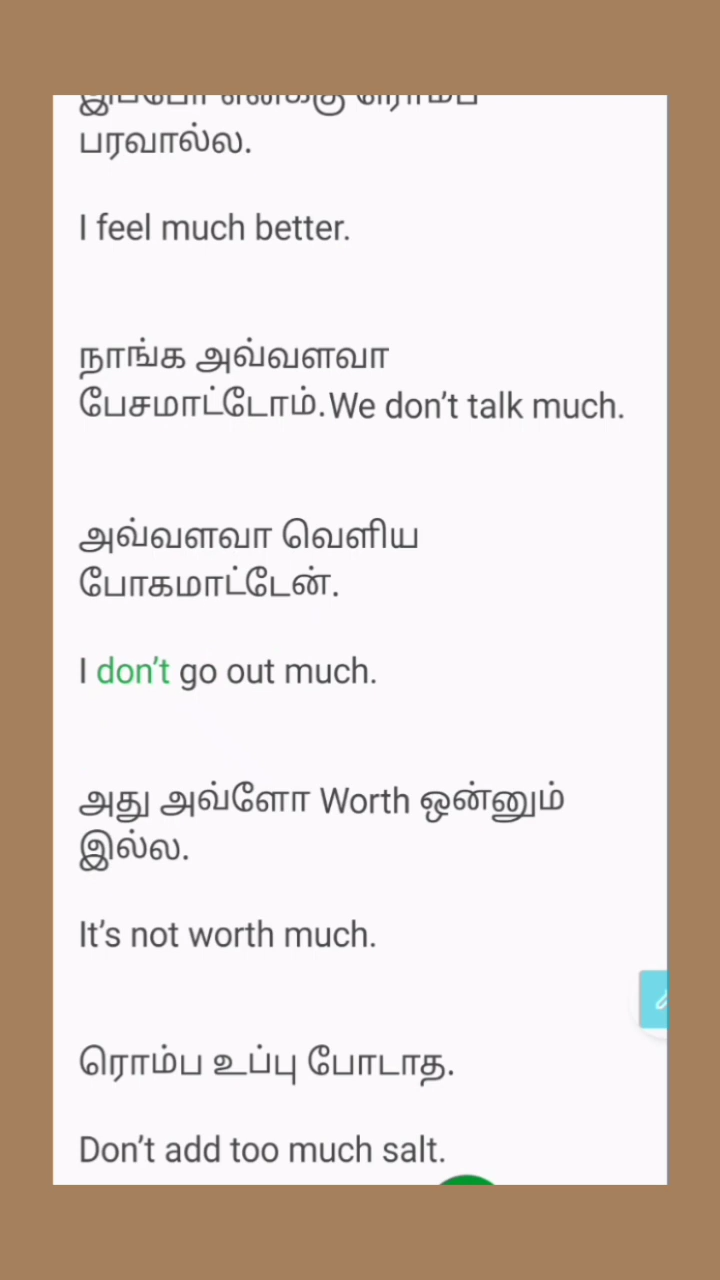 பரவால்ல.
I feel much better.
நாங்க அவ்வளவா
பேசமாட்டோம்.We don't talk much.
அவ்வளவா வெளிய
போகமாட்டேன்.
I don't go out much.
அது அவ்ளோ Worth ஒன்னும்
இல்ல.
It's not worth much.
ரொம்ப உப்பு போடாத.
Don't add too much salt.